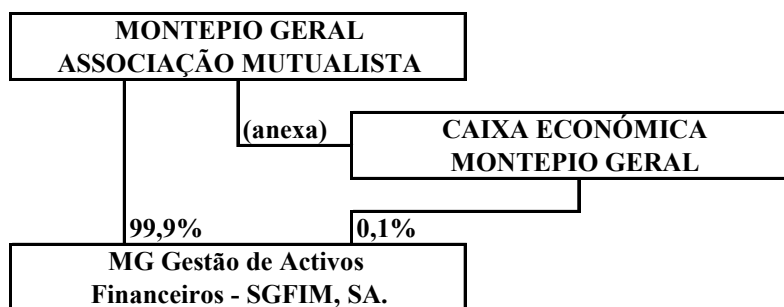 MONTEPIO GERAL
ASSOCIAÇÃO MUTUALISTA
(anexa)
CAIXA ECONÓMICA
MONTEPIO GERAL
99,9%
0,1%
MG Gestão de Activos
Financeiros - SGFIM, SA.